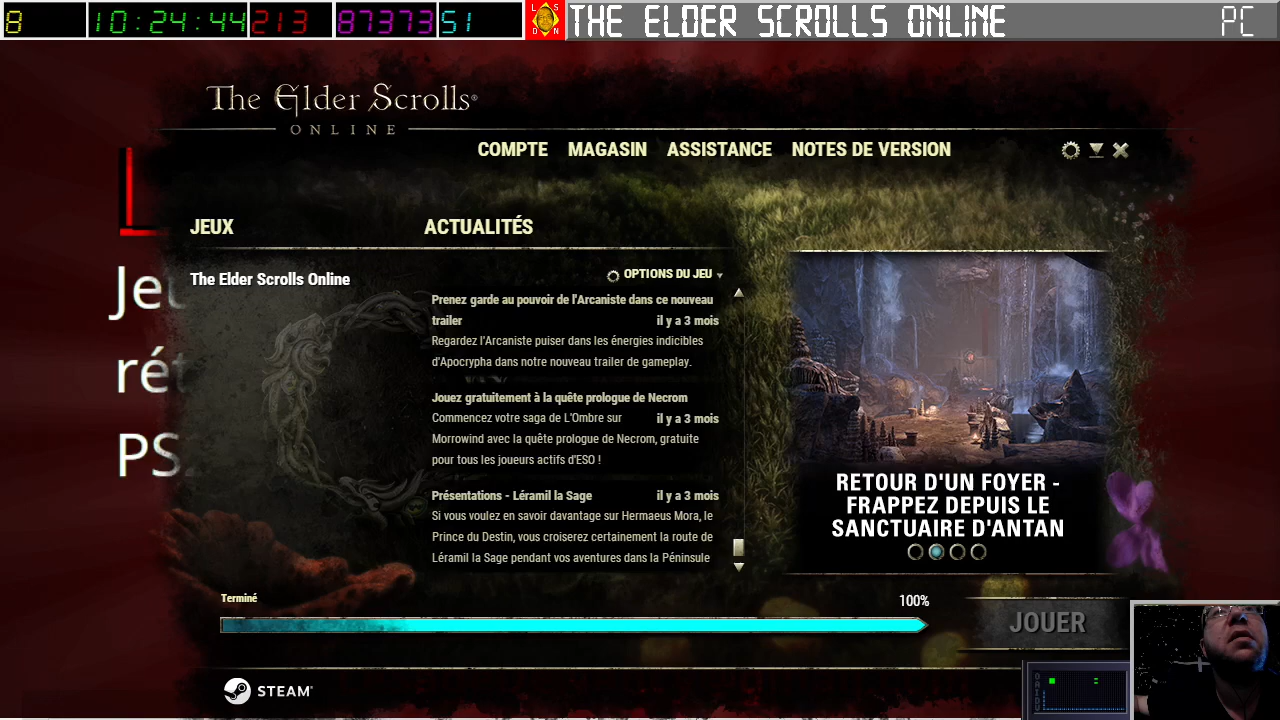 8 10:24:44 213 87373 51 THE ELDER SCROLLS ONLINE PC
The Elder Scrolls®
ONLINE
COMPTE MAGASIN ASSISTANCE NOTES DE VERSION
JEUX ACTUALITÉS
The Elder Scrolls Online
OPTIONS DU JEU
Prenez garde au pouvoir de l'Arcaniste dans ce nouveau
trailer il y a 3 mois
Regardez l'Arcaniste puiser dans les énergies indicibles
d'Apocrypha dans notre nouveau trailer de gameplay.
Jouez gratuitement à la quête prologue de Necrom
Commencez votre saga de L'Ombre sur il y a 3 mois
Morrowind avec la quête prologue de Necrom, gratuite
pour tous les joueurs actifs d'ESO !
Présentations - Léramil la Sage il y a 3 mois
Si vous voulez en savoir davantage sur Hermaeus Mora, le
Prince du Destin, vous croiserez certainement la route de
Léramil la Sage pendant vos aventures dans la Péninsule
RETOUR D'UN FOYER -
FRAPPEZ DEPUIS LE
SANCTUAIRE D'ANTAN
Terminé 100%
JOUER
STEAM